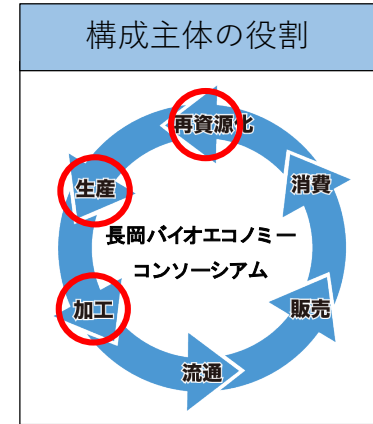 構成主体の役割
再資源化
生産
消費
長岡バイオエコノミー
コンソーシアム
加工
販売
流通